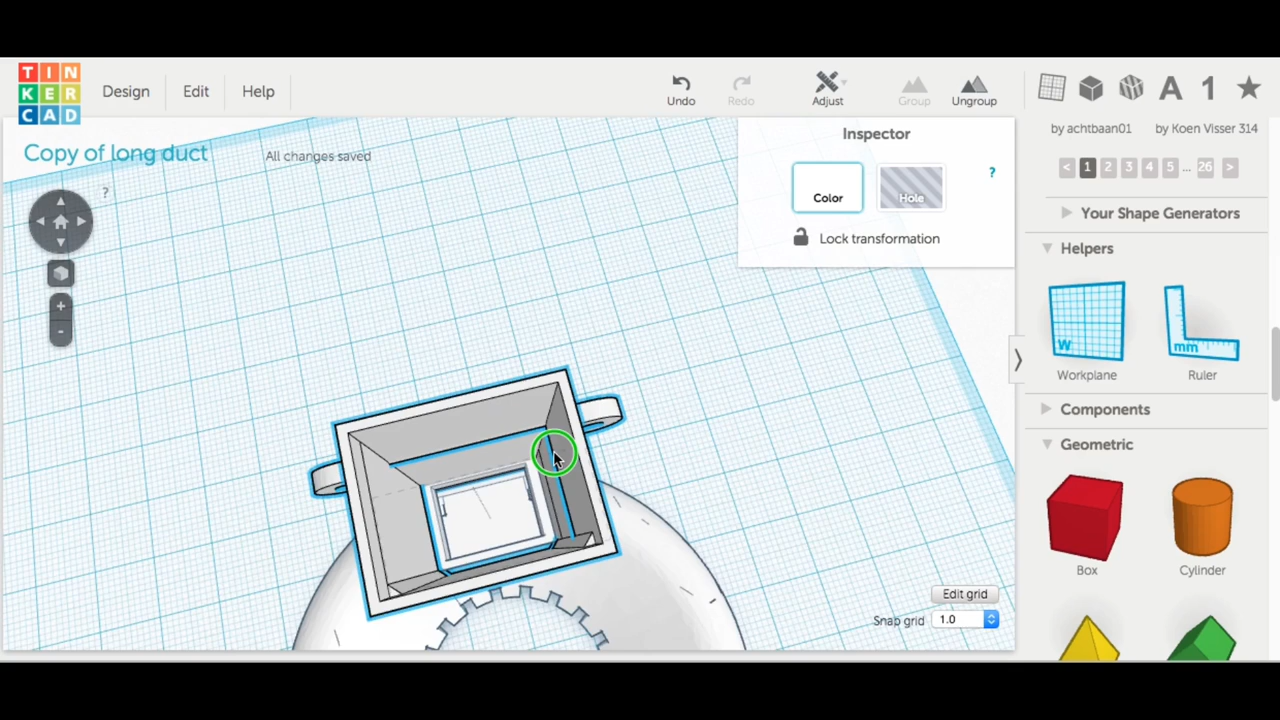 TIN
KER
CAD
Design
Edit
Help
Undo
Redo
Adjust
Group
Ungroup
A
1
Copy of long duct
All changes saved
?
Inspector
Color
Hole
?
Lock transformation
by achtbaan01
by Koen Visser 314
< 1 2 3 4 5 ... 26 >
Your Shape Generators
Helpers
W
mm
Workplane
Ruler
Components
Geometric
Box
Cylinder
+
-
Edit grid
Snap grid 1.0